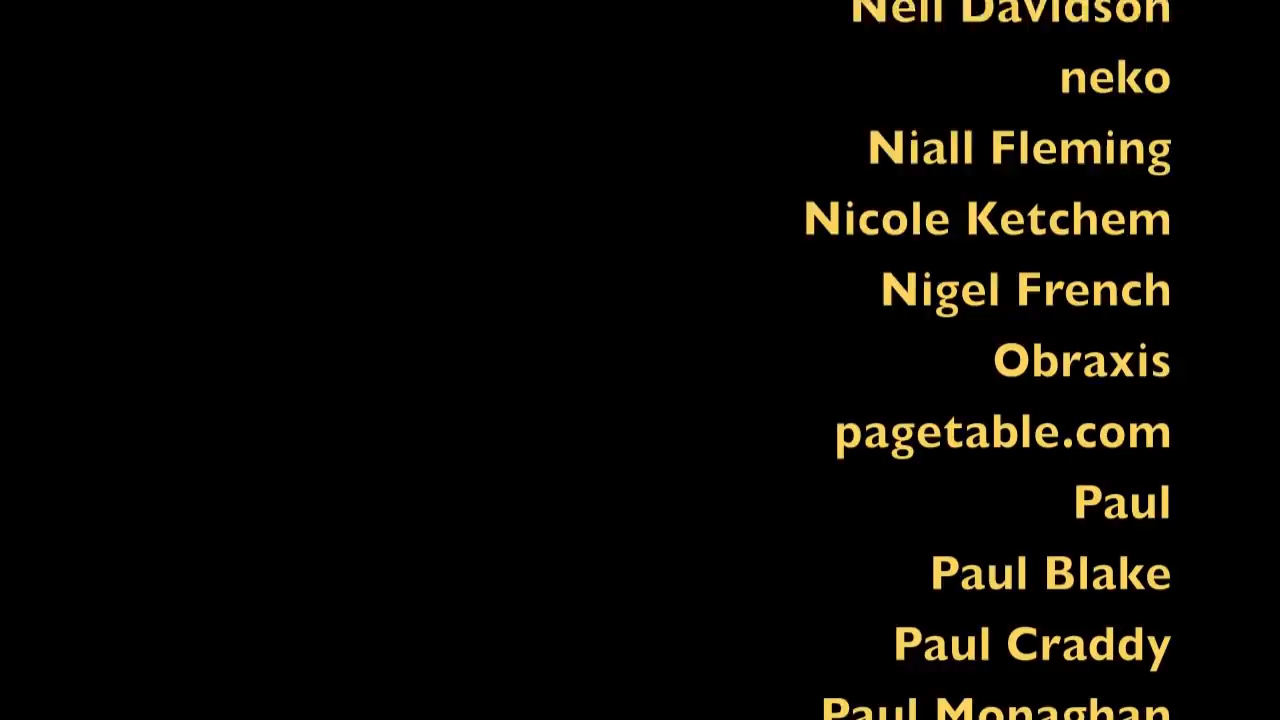 Neil Davidson
neko
Niall Fleming
Nicole Ketchem
Nigel French
Obraxis
pagetable.com
Paul
Paul Blake
Paul Craddy
Paul Monaghan